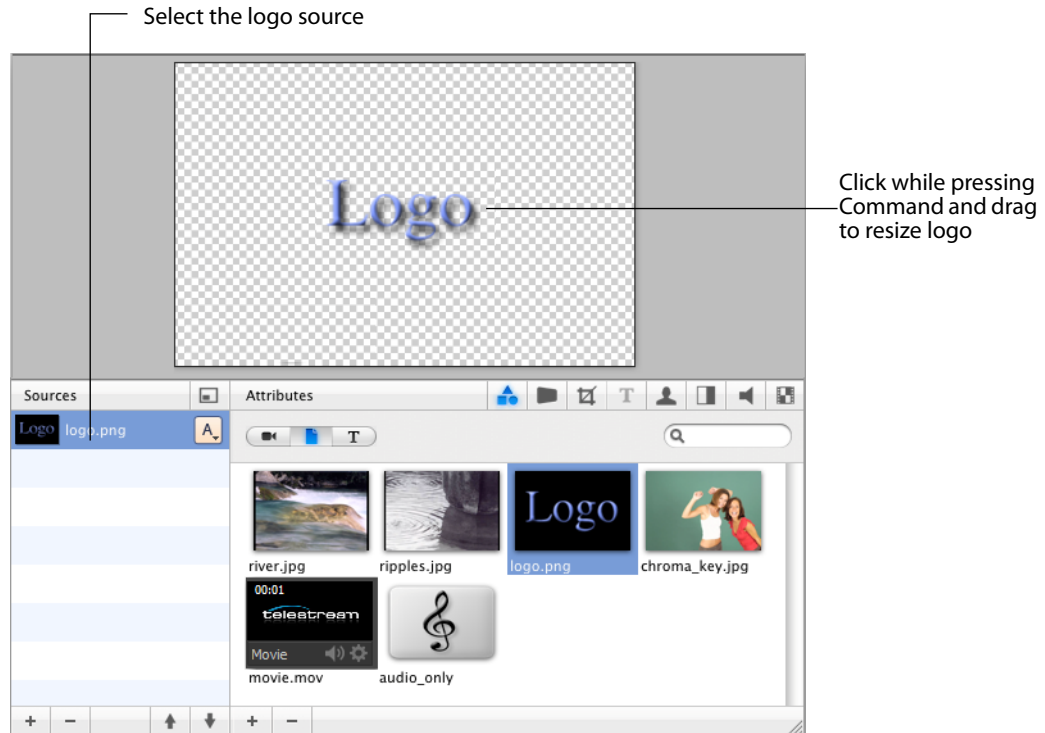 Select the logo source
Logo
Click while pressing
Command and drag
to resize logo
Sources
Attributes
T
Logo logo.png
A
T
Logo
river.jpg
ripples.jpg
logo.png
chroma_key.jpg
00:01
telestream
Movie
movie.mov
audio_only